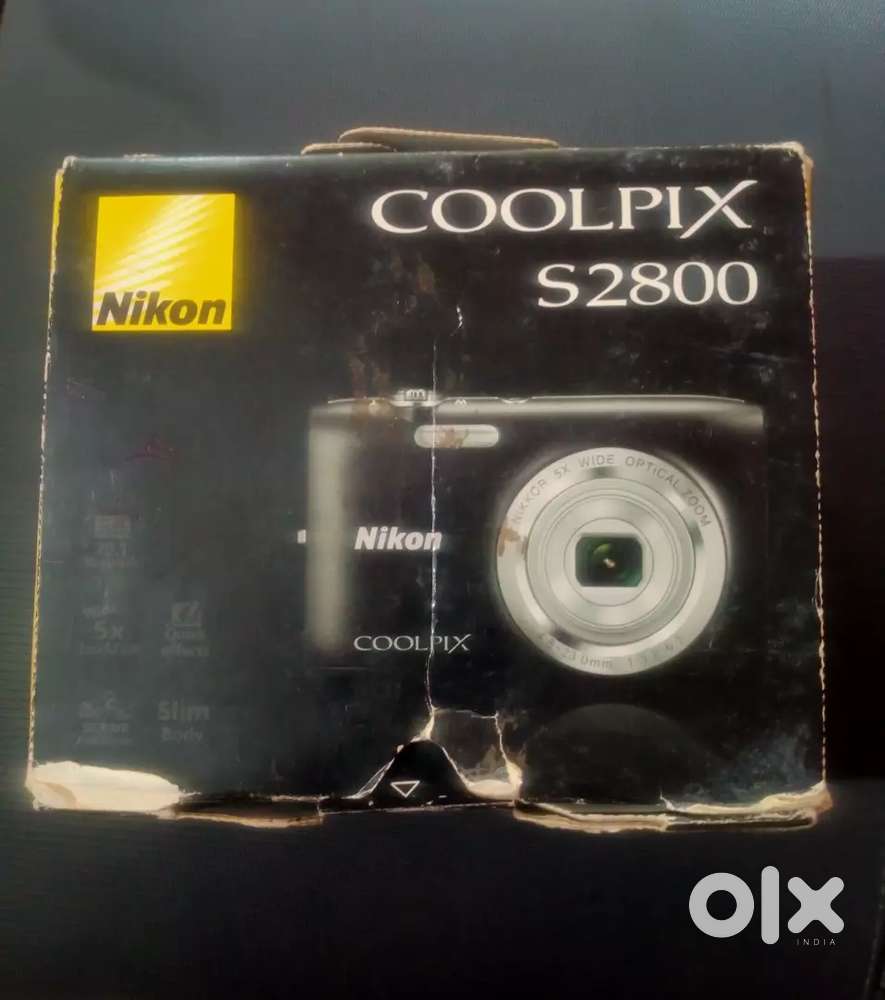 COOLPIX
S2800
Nikon
NIKKOR 5X WIDE OPTICAL ZOOM
Nikon
COOLPIX
5x
Slim
Body
olx
INDIA